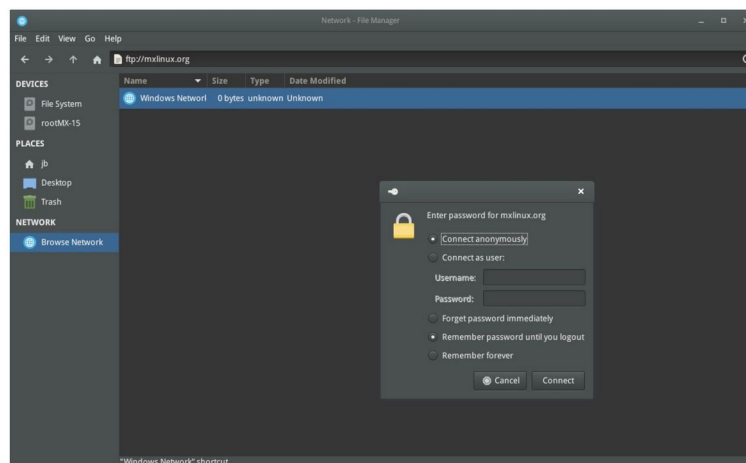 Network - File Manager
File Edit View Go Help
ftp://mxlinux.org
DEVICES
File System
rootMX-15
PLACES
jb
Desktop
Trash
NETWORK
Browse Network
Name Size Type Date Modified
Windows Networl 0 bytes unknown Unknown
Enter password for mxlinux.org
Connect anonymously
Connect as user:
Username:
Password:
Forget password immediately
Remember password until you logout
Remember forever
Cancel Connect
"Windows Network" shortcut